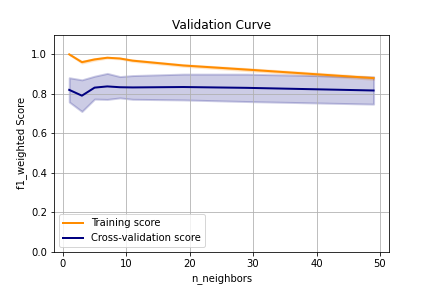 Validation Curve
1.0
0.8
0.6
0.4
0.2
0.0
f1_weighted Score
Training score
Cross-validation score
0 10 20 30 40 50
n_neighbors